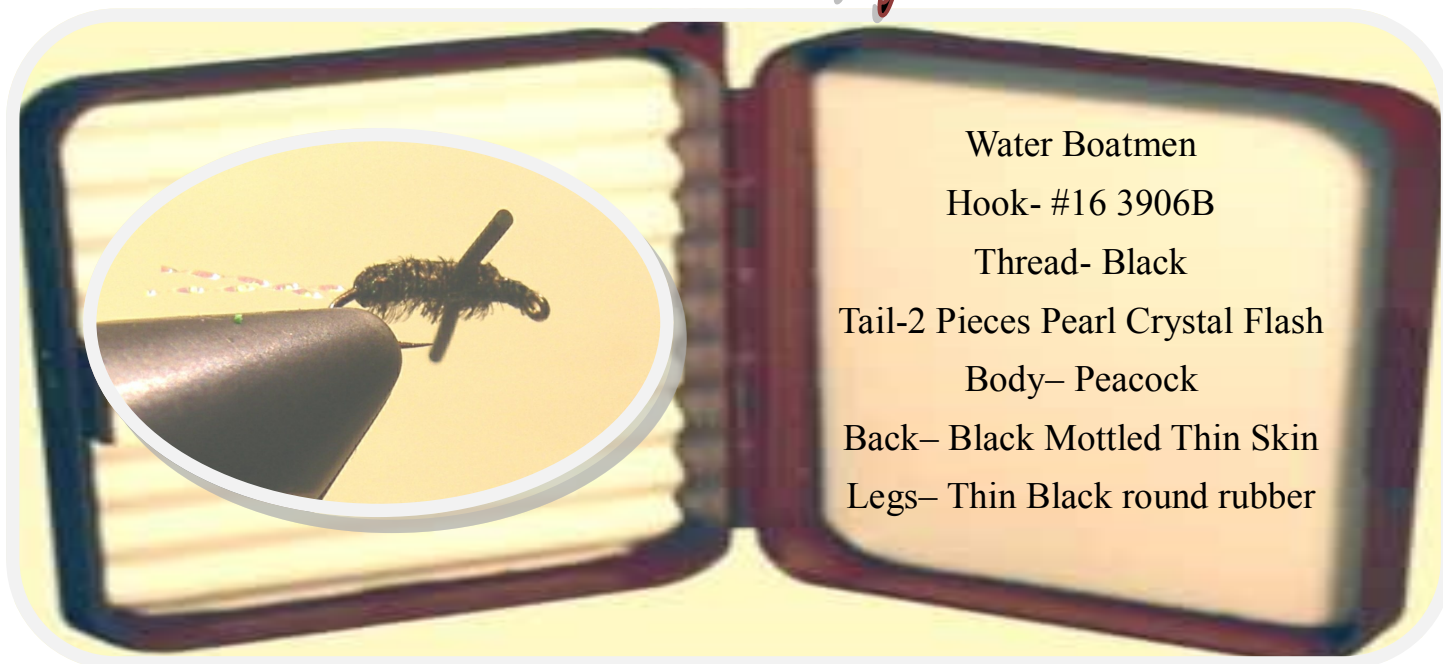 Water Boatmen
Hook- #16 3906B
Thread- Black
Tail-2 Pieces Pearl Crystal Flash
Body– Peacock
Back– Black Mottled Thin Skin
Legs– Thin Black round rubber